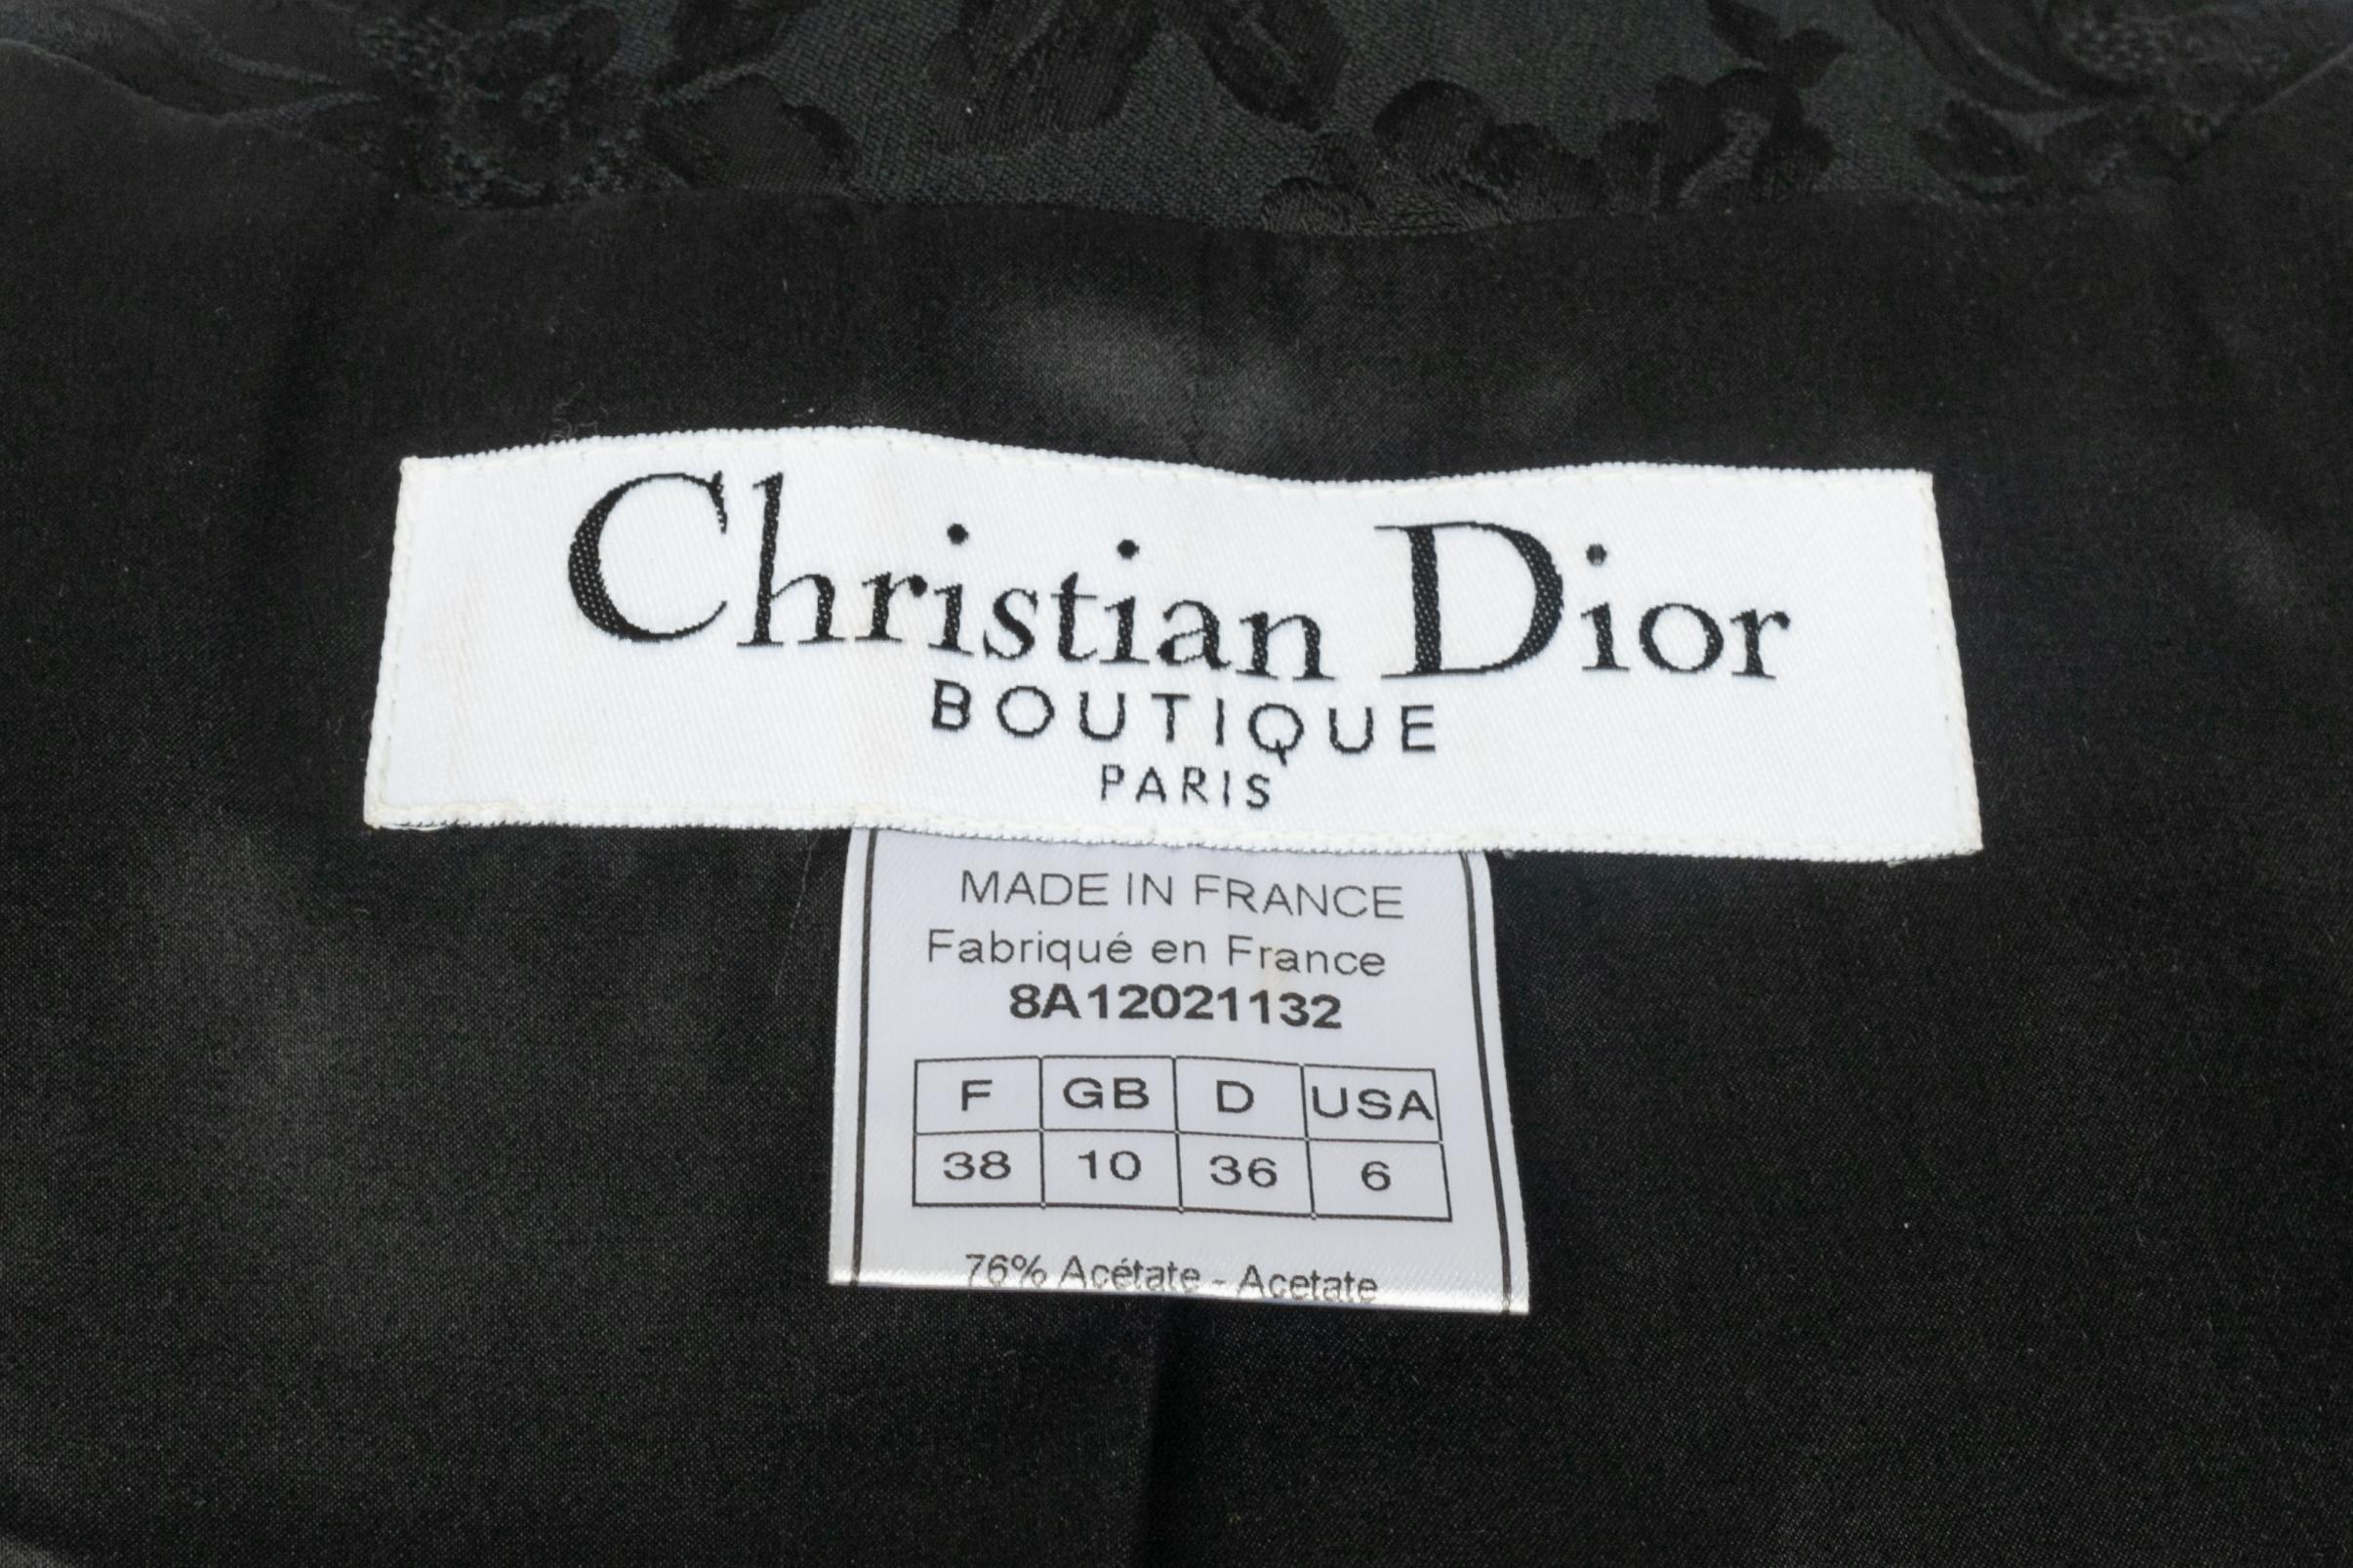 Christian Dior
BOUTIQUE
PARIS
MADE IN FRANCE
Fabriqué en France
8A12021132
F GB D USA
38 10 36 6
76% Acétate - Acetate